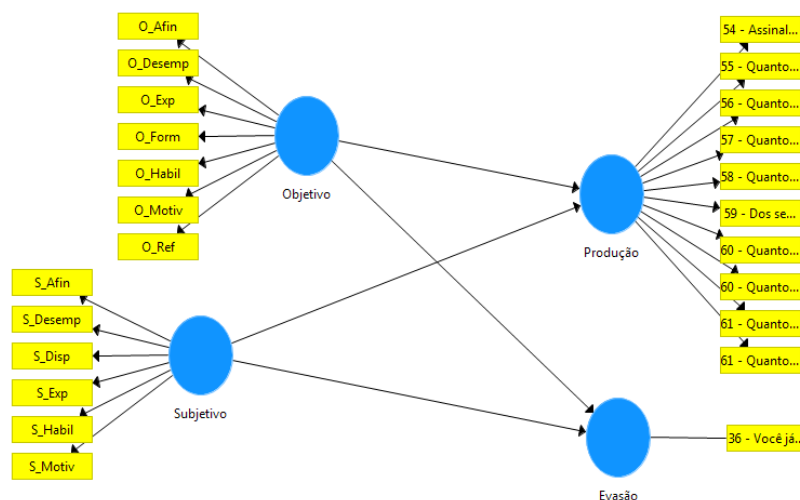 O_Afin
O_Desemp
O_Exp
O_Form
O_Habil
O_Motiv
O_Ref
Objetivo
S_Afin
S_Desemp
S_Disp
S_Exp
S_Habil
S_Motiv
Subjetivo
54 - Assinal...
55 - Quanto...
56 - Quanto...
57 - Quanto...
58 - Quanto...
59 - Dos se...
60 - Quanto...
60 - Quanto...
61 - Quanto...
61 - Quanto...
Produção
36 - Você já...
Evasão